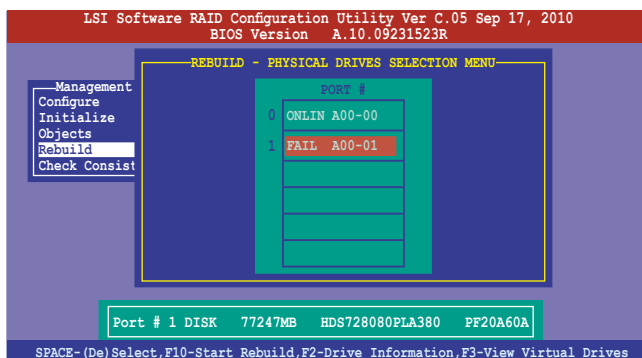 LSI Software RAID Configuration Utility Ver C.05 Sep 17, 2010
BIOS Version A.10.09231523R
REBUILD - PHYSICAL DRIVES SELECTION MENU
Management
Configure
Initialize
Objects
Rebuild
Check Consist
PORT #
0 ONLIN A00-00
1 FAIL A00-01
Port # 1 DISK 77247MB HDS728080PLA380 PF20A60A
SPACE-(De)Select,F10-Start Rebuild,F2-Drive Information,F3-View Virtual Drives